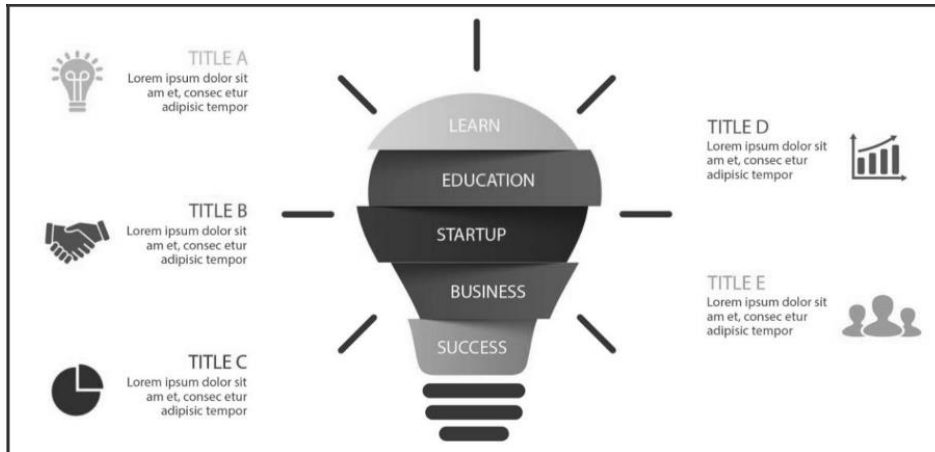 TITLE A
Lorem ipsum dolor sit
am et, consec etur
adipisic tempor
TITLE B
Lorem ipsum dolor sit
am et, consec etur
adipisic tempor
TITLE C
Lorem ipsum dolor sit
am et, consec etur
adipisic tempor
LEARN
EDUCATION
STARTUP
BUSINESS
SUCCESS
TITLE D
Lorem ipsum dolor sit
am et, consec etur
adipisic tempor
TITLE E
Lorem ipsum dolor sit
am et, consec etur
adipisic tempor